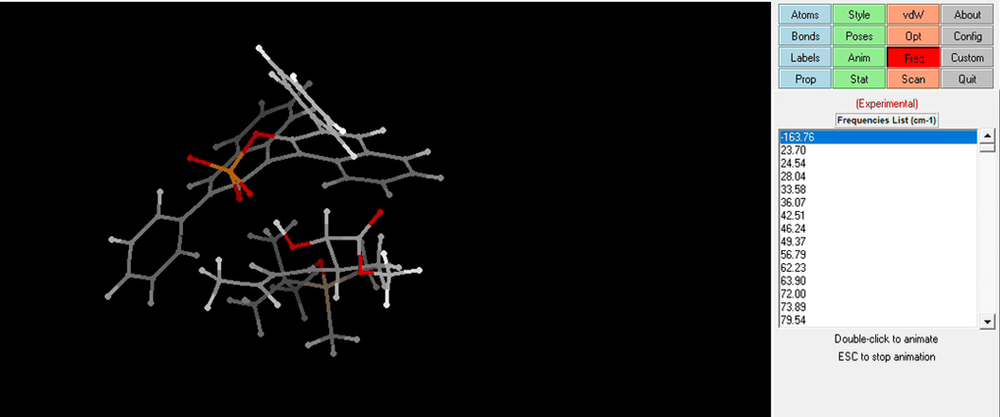 Atoms Style vdW About
Bonds Poses Opt Config
Labels Anim Freq Custom
Prop Stat Scan Quit
(Experimental)
Frequencies List (cm-1)
-163.76
23.70
24.54
28.04
33.58
36.07
42.51
46.24
49.37
56.79
62.23
63.90
72.00
73.89
79.54
Double-click to animate
ESC to stop animation